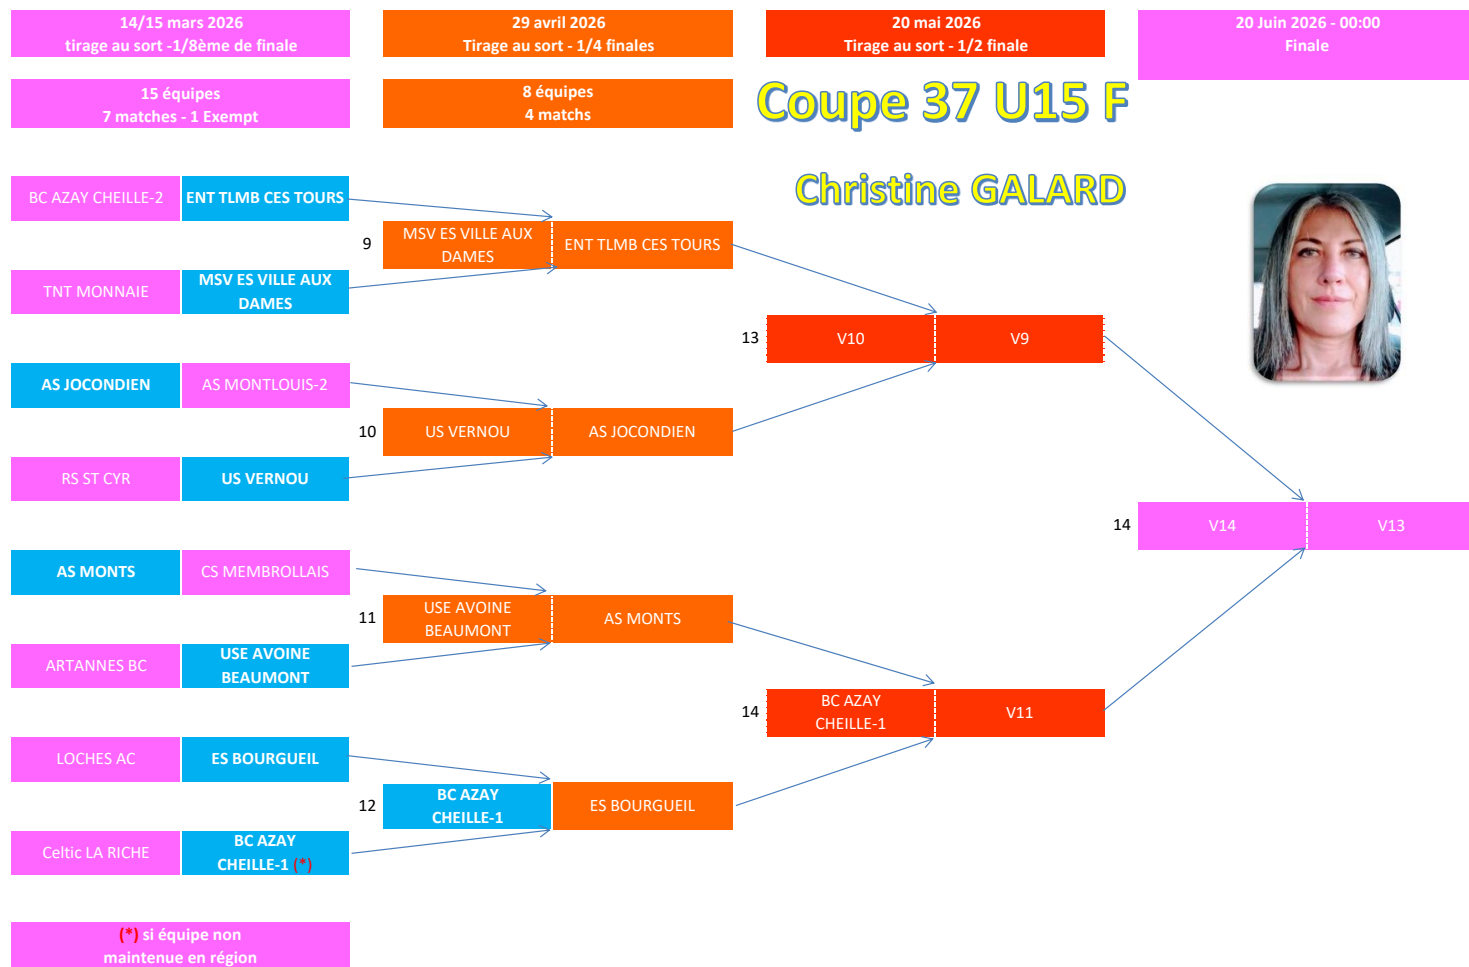 14/15 mars 2026
tirage au sort -1/8ème de finale
29 avril 2026
Tirage au sort - 1/4 finales
20 mai 2026
Tirage au sort - 1/2 finale
20 Juin 2026 - 00:00
Finale
15 équipes
7 matches - 1 Exempt
8 équipes
4 matchs
Coupe 37 U15 F
Christine GALARD
BC AZAY CHEILLE-2
ENT TLMB CES TOURS
9
MSV ES VILLE AUX
DAMES
ENT TLMB CES TOURS
TNT MONNAIE
MSV ES VILLE AUX
DAMES
13
V10
V9
AS JOCONDIEN
AS MONTLOUIS-2
10
US VERNOU
AS JOCONDIEN
RS ST CYR
US VERNOU
14
V14
V13
AS MONTS
CS MEMBROLLAIS
11
USE AVOINE
BEAUMONT
AS MONTS
ARTANNES BC
USE AVOINE
BEAUMONT
14
BC AZAY
CHEILLE-1
V11
LOCHES AC
ES BOURGUEIL
12
BC AZAY
CHEILLE-1
ES BOURGUEIL
Celtic LA RICHE
BC AZAY
CHEILLE-1 (*)
(*) si équipe non
maintenue en région